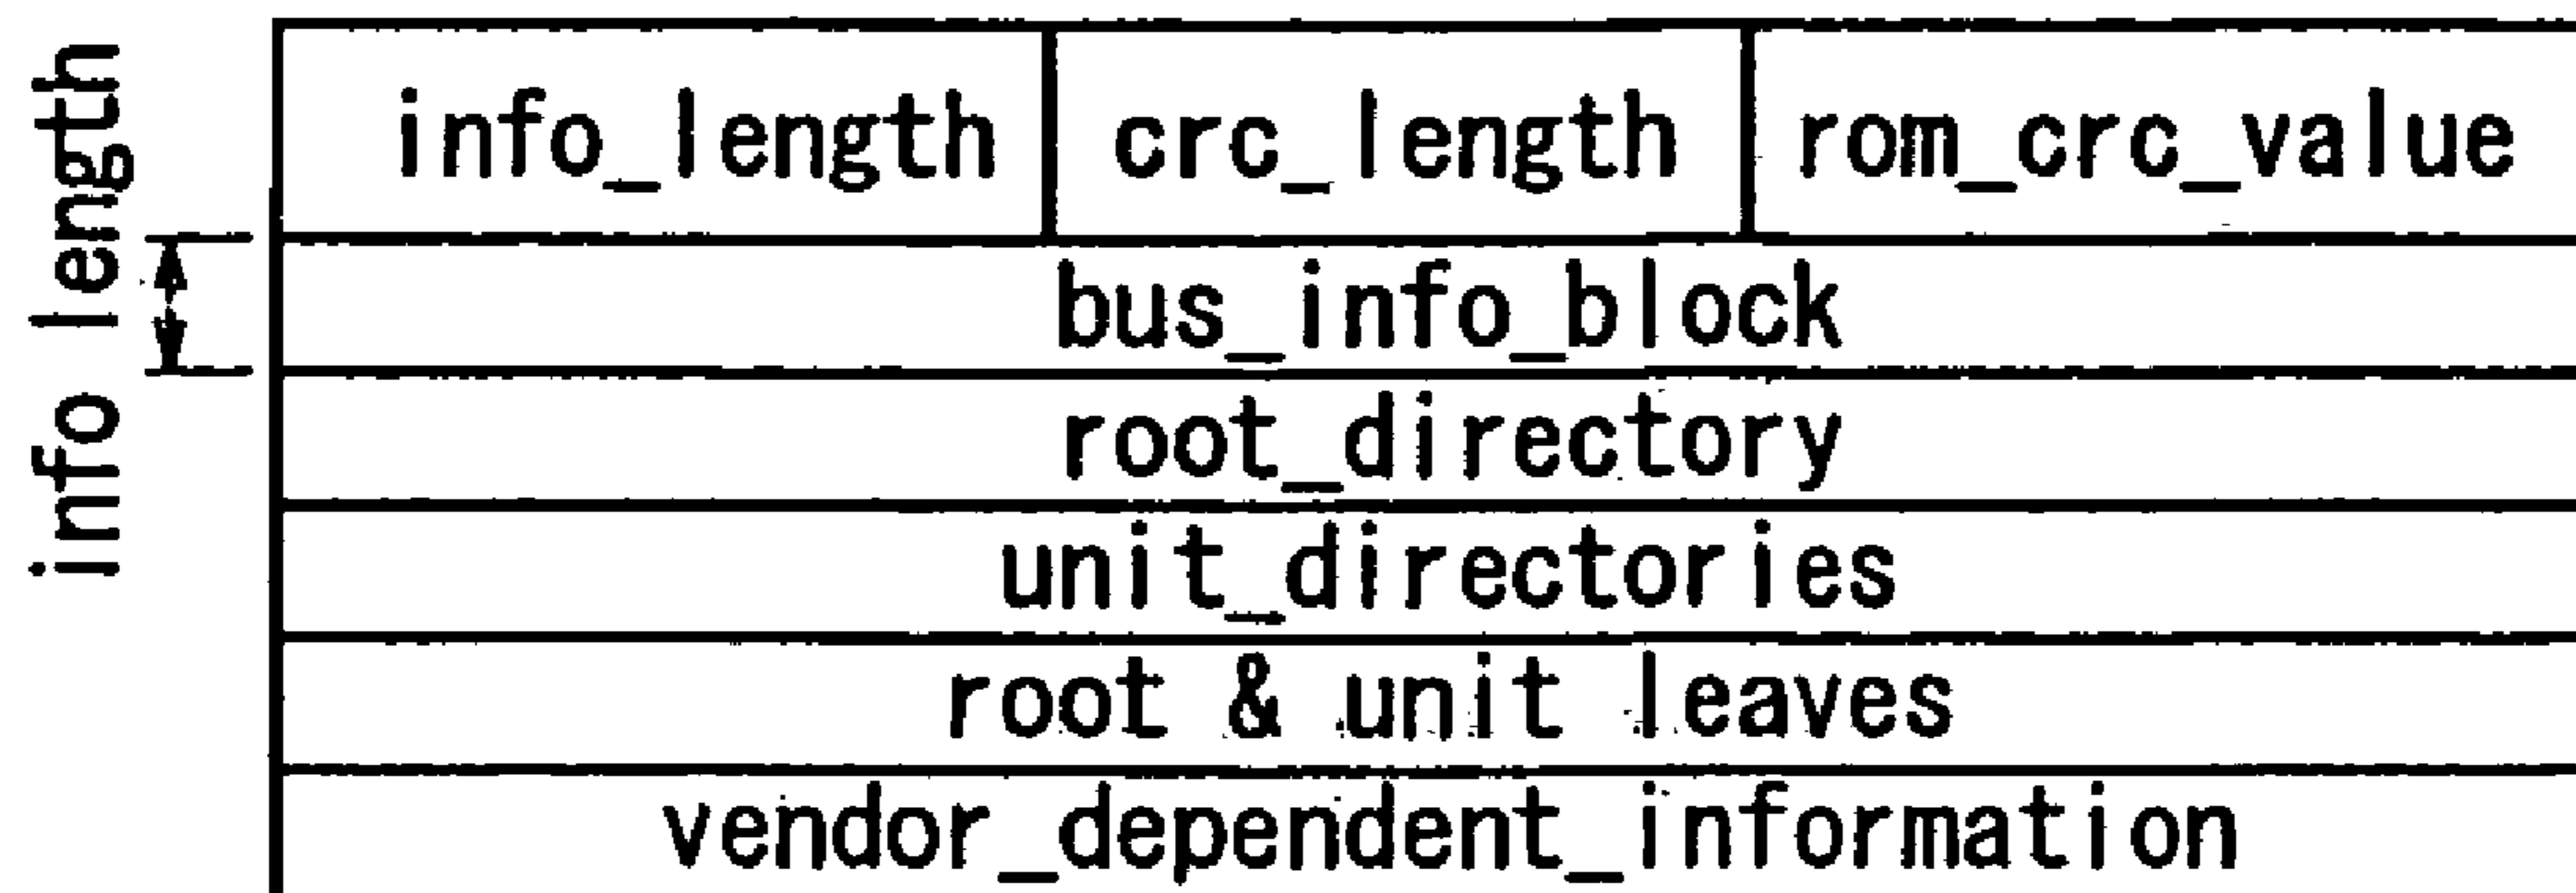 info_length crc_length rom_crc_value
info length
bus_info_block
root_directory
unit_directories
root & unit leaves
vendor_dependent_information